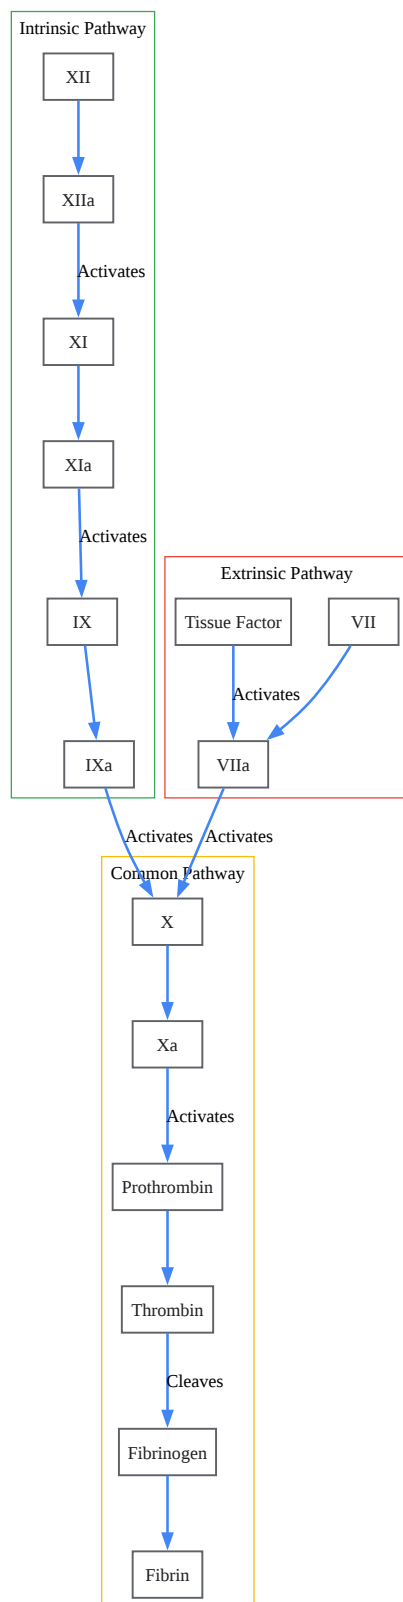 Intrinsic Pathway
XII
XIIa
Activates
XI
XIa
Activates
IX
IXa
Extrinsic Pathway
Tissue Factor
VII
Activates
VIIa
Activates
Activates
Common Pathway
X
Xa
Activates
Prothrombin
Thrombin
Cleaves
Fibrinogen
Fibrin